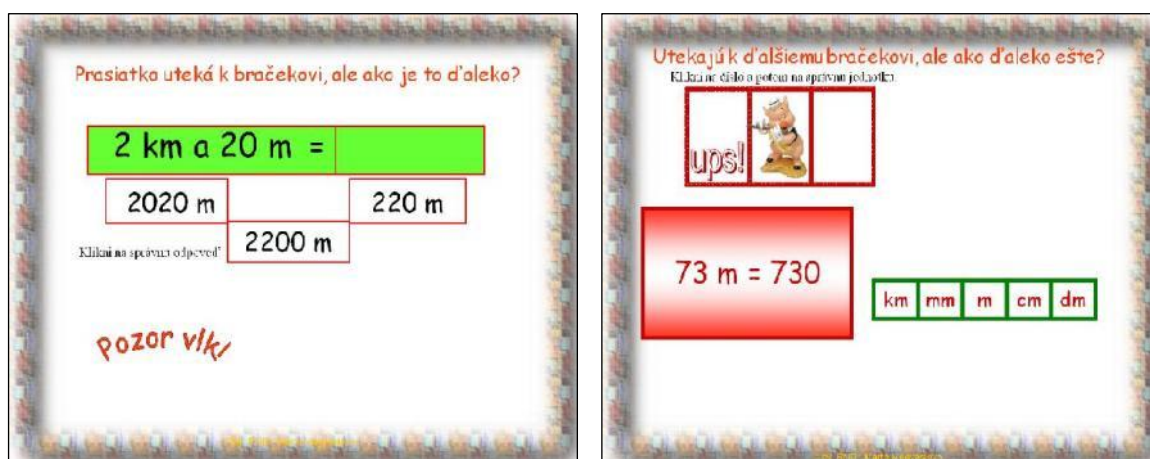 Prasiatko uteká k bračekovi, ale ako je to ďaleko?
2 km a 20 m =
2020 m
220 m
2200 m
Klikni na správnu odpoveď
Pozor vlk!
Utekajú k ďalšiemu bračekovi, ale ako ďaleko ešte?
Klikni na číslo a potom na správnu jednotku
ups!
73 m = 730
km mm m cm dm